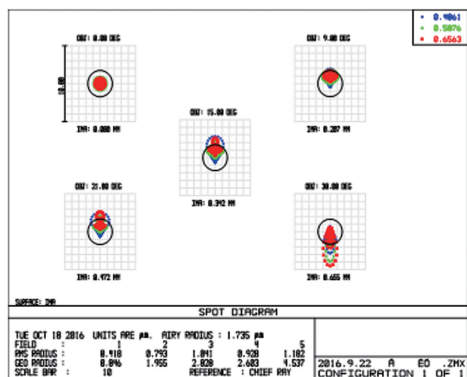 0.4861
0.5876
0.6563
OBJ: 0.00 DEG
OBJ: 9.00 DEG
10.00
IMA: 0.000 MM
IMA: 0.207 MM
OBJ: 15.00 DEG
IMA: 0.342 MM
OBJ: 21.00 DEG
OBJ: 30.00 DEG
IMA: 0.472 MM
IMA: 0.655 MM
SURFACE: IMA
SPOT DIAGRAM
TUE OCT 18 2016 UNITS ARE µm. AIRY RADIUS : 1.735 µm
FIELD : 1 2 3 4 5
RMS RADIUS : 0.418 0.793 1.041 0.920 1.182
GEO RADIUS : 0.846 1.955 2.828 2.603 4.537
SCALE BAR : 10 REFERENCE : CHIEF RAY
2016.9.22 A EO .ZMX
CONFIGURATION 1 OF 1